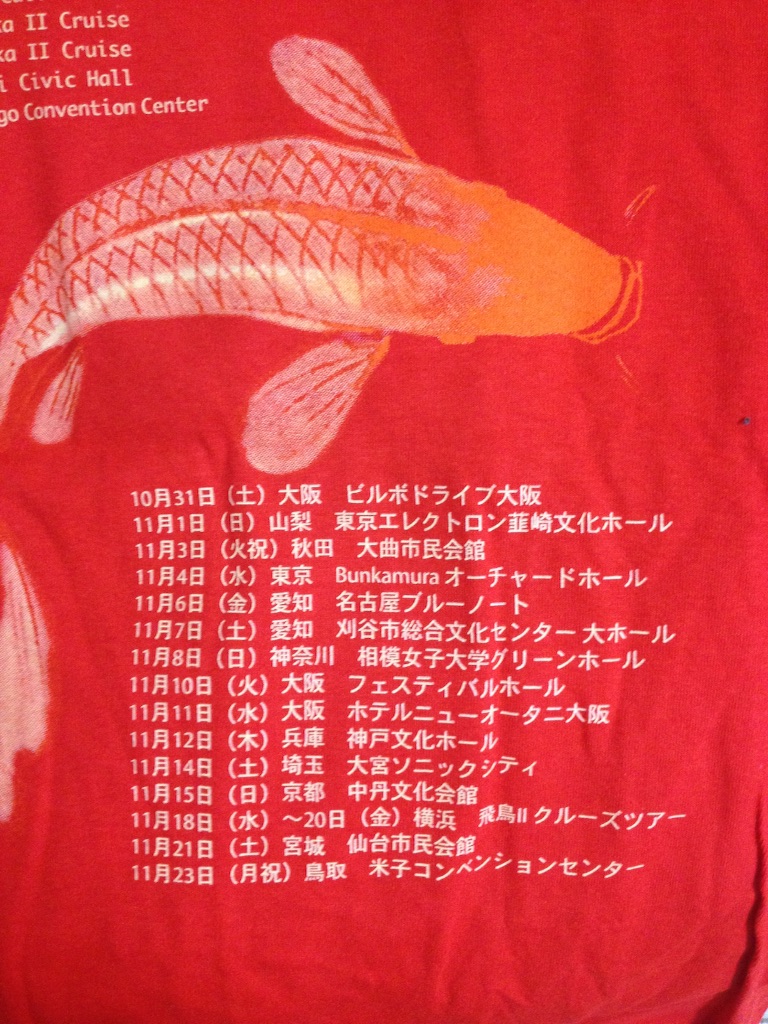 II Cruise
II Cruise
Civic Hall
Convention Center
10月31日（土）大阪　ビルボドライブ大阪
11月1日（日）山梨　東京エレクトロン韮崎文化ホール
11月3日（火祝）秋田　大曲市民会館
11月4日（水）東京　Bunkamuraオーチャードホール
11月6日（金）愛知　名古屋ブルーノート
11月7日（土）愛知　刈谷市総合文化センター 大ホール
11月8日（日）神奈川　相模女子大学グリーンホール
11月10日（火）大阪　フェスティバルホール
11月11日（水）大阪　ホテルニューオータニ大阪
11月12日（木）兵庫　神戸文化ホール
11月14日（土）埼玉　大宮ソニックシティ
11月15日（日）京都　中丹文化会館
11月18日（水）〜20日（金）横浜　飛鳥II クルーズツアー
11月21日（土）宮城　仙台市民会館
11月23日（月祝）鳥取　米子コンベンションセンター